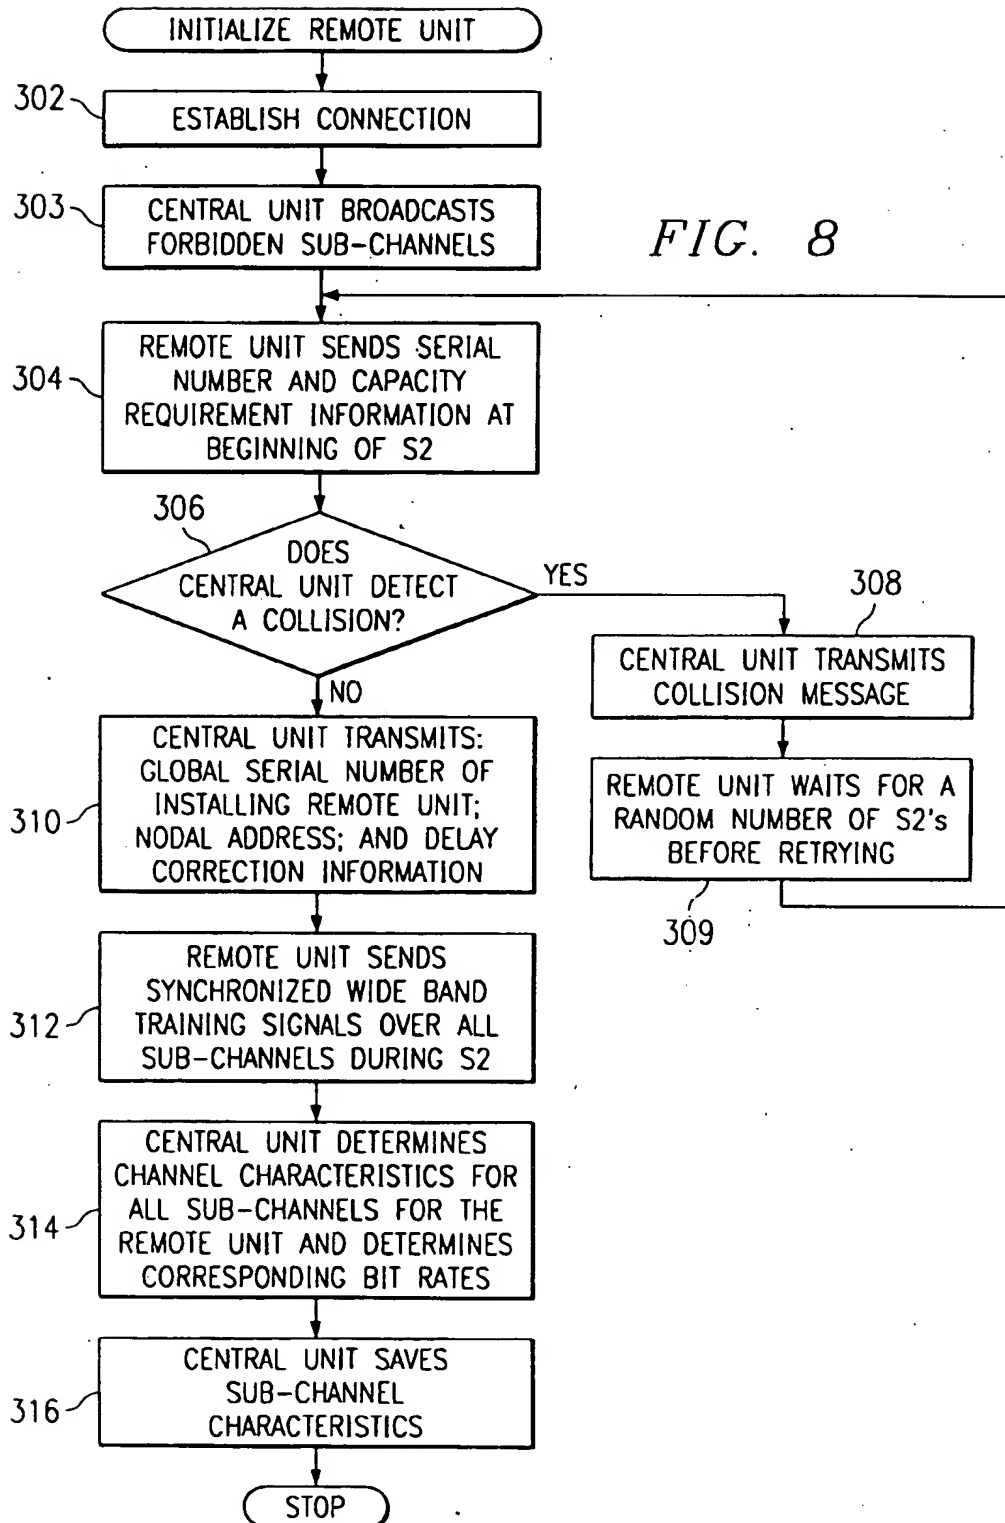 INITIALIZE REMOTE UNIT
302
ESTABLISH CONNECTION
303
CENTRAL UNIT BROADCASTS
FORBIDDEN SUB-CHANNELS
FIG. 8
304
REMOTE UNIT SENDS SERIAL
NUMBER AND CAPACITY
REQUIREMENT INFORMATION AT
BEGINNING OF S2
306
DOES
CENTRAL UNIT DETECT
A COLLISION?
YES
308
CENTRAL UNIT TRANSMITS
COLLISION MESSAGE
REMOTE UNIT WAITS FOR A
RANDOM NUMBER OF S2's
BEFORE RETRYING
309
NO
310
CENTRAL UNIT TRANSMITS:
GLOBAL SERIAL NUMBER OF
INSTALLING REMOTE UNIT;
NODAL ADDRESS; AND DELAY
CORRECTION INFORMATION
312
REMOTE UNIT SENDS
SYNCHRONIZED WIDE BAND
TRAINING SIGNALS OVER ALL
SUB-CHANNELS DURING S2
314
CENTRAL UNIT DETERMINES
CHANNEL CHARACTERISTICS FOR
ALL SUB-CHANNELS FOR THE
REMOTE UNIT AND DETERMINES
CORRESPONDING BIT RATES
316
CENTRAL UNIT SAVES
SUB-CHANNEL
CHARACTERISTICS
STOP